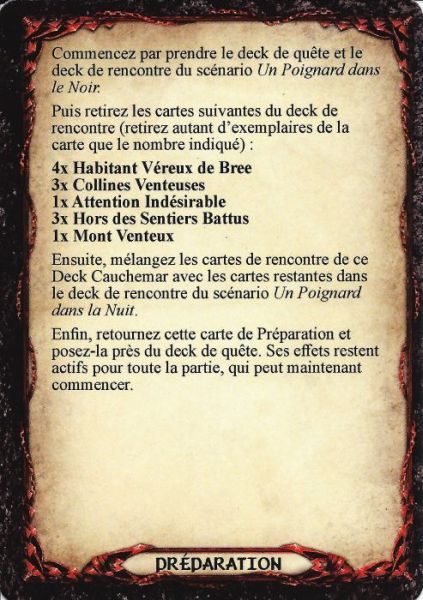 Commencez par prendre le deck de quête et le
deck de rencontre du scénario Un Poignard dans
le Noir.
Puis retirez les cartes suivantes du deck de
rencontre (retirez autant d'exemplaires de la
carte que le nombre indiqué) :
4x Habitant Véreux de Bree
3x Collines Venteuses
1x Attention Indésirable
3x Hors des Sentiers Battus
1x Mont Venteux
Ensuite, mélangez les cartes de rencontre de ce
Deck Cauchemar avec les cartes restantes dans
le deck de rencontre du scénario Un Poignard
dans la Nuit.
Enfin, retournez cette carte de Préparation et
posez-la près du deck de quête. Ses effets restent
actifs pour toute la partie, qui peut maintenant
commencer.
PRÉPARATION